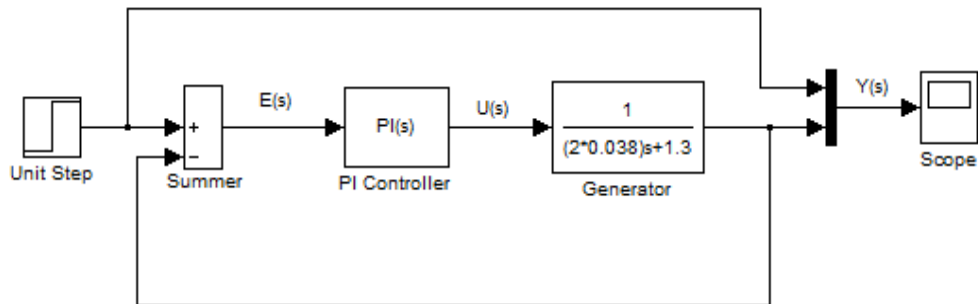 E(s)
U(s)
Y(s)
+
−
PI(s)
1
(2*0.038)s+1.3
Unit Step
Summer
PI Controller
Generator
Scope